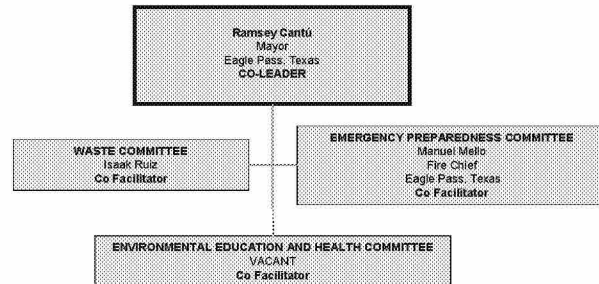 Ramsey Cantú
Mayor
Eagle Pass, Texas
CO-LEADER
WASTE COMMITTEE
Isaak Ruiz
Co Facilitator
EMERGENCY PREPAREDNESS COMMITTEE
Manuel Mello
Fire Chief
Eagle Pass, Texas
Co Facilitator
ENVIRONMENTAL EDUCATION AND HEALTH COMMITTEE
VACANT
Co Facilitator